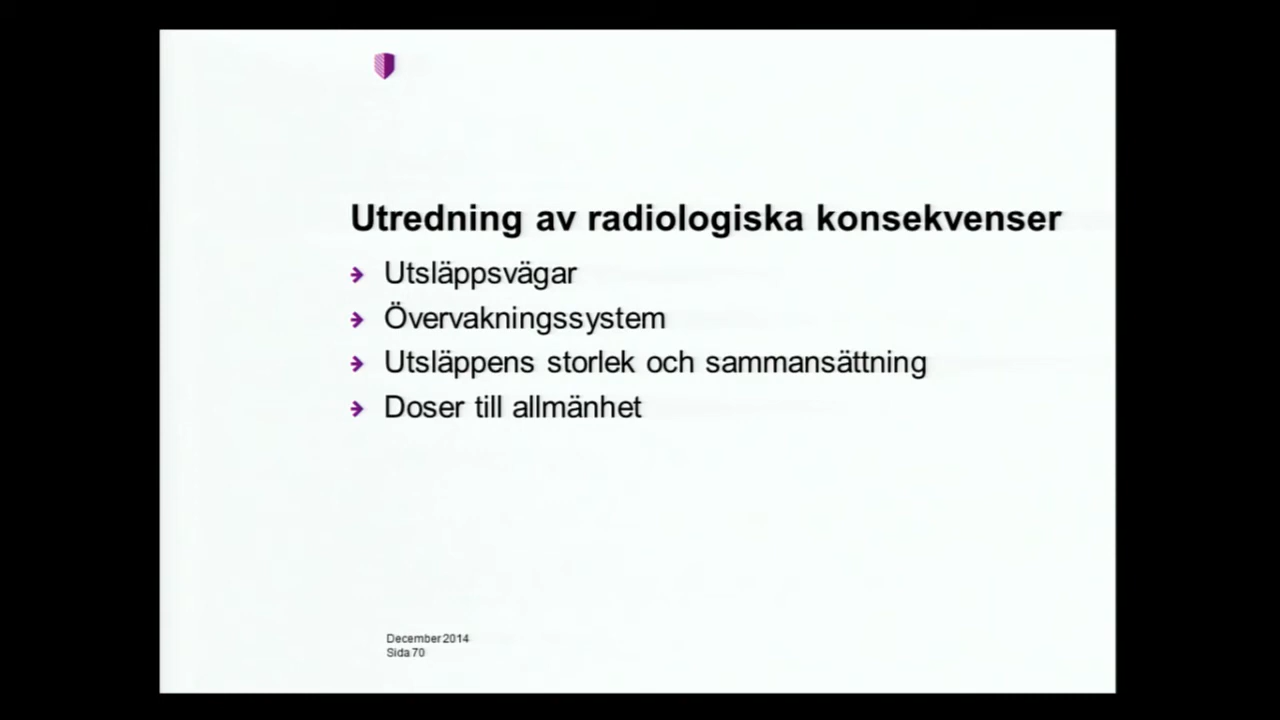 Utredning av radiologiska konsekvenser
Utsläppsvägar
Övervakningssystem
Utsläppens storlek och sammansättning
Doser till allmänhet
December 2014
Sida 70